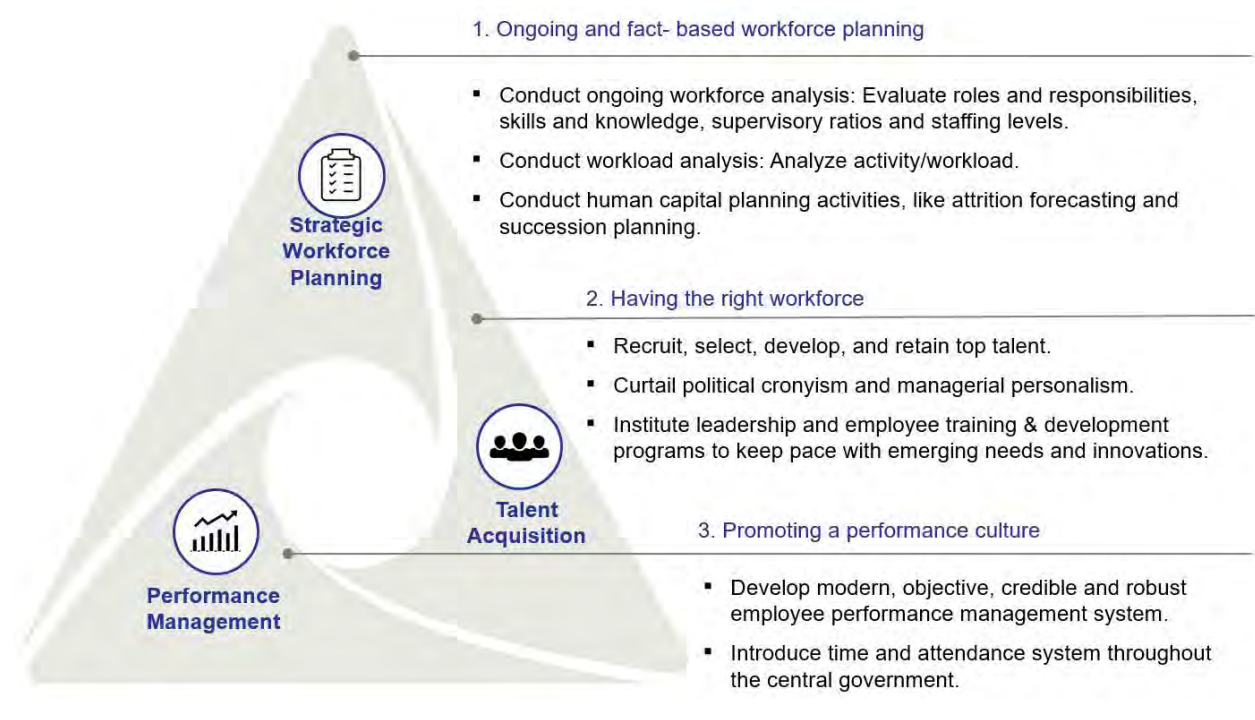 1. Ongoing and fact- based workforce planning
▪ Conduct ongoing workforce analysis: Evaluate roles and responsibilities,
skills and knowledge, supervisory ratios and staffing levels.
▪ Conduct workload analysis: Analyze activity/workload.
▪ Conduct human capital planning activities, like attrition forecasting and
succession planning.
Strategic
Workforce
Planning
2. Having the right workforce
▪ Recruit, select, develop, and retain top talent.
▪ Curtail political cronyism and managerial personalism.
▪ Institute leadership and employee training & development
programs to keep pace with emerging needs and innovations.
Talent
Acquisition
3. Promoting a performance culture
▪ Develop modern, objective, credible and robust
employee performance management system.
▪ Introduce time and attendance system throughout
the central government.
Performance
Management